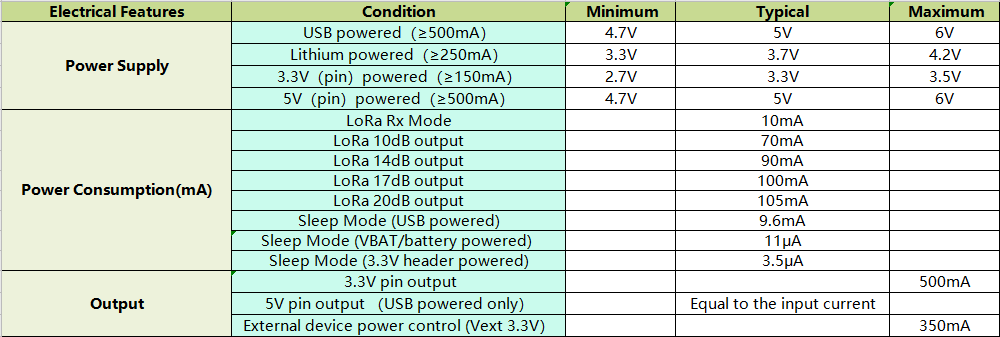 Electrical Features Condition Minimum Typical Maximum
Power Supply
USB powered（≥500mA） 4.7V 5V 6V
Lithium powered（≥250mA） 3.3V 3.7V 4.2V
3.3V（pin）powered（≥150mA） 2.7V 3.3V 3.5V
5V（pin）powered（≥500mA） 4.7V 5V 6V
Power Consumption(mA)
LoRa Rx Mode 10mA
LoRa 10dB output 70mA
LoRa 14dB output 90mA
LoRa 17dB output 100mA
LoRa 20dB output 105mA
Sleep Mode (USB powered) 9.6mA
Sleep Mode (VBAT/battery powered) 11μA
Sleep Mode (3.3V header powered) 3.5μA
Output
3.3V pin output 500mA
5V pin output （USB powered only) Equal to the input current
External device power control (Vext 3.3V) 350mA